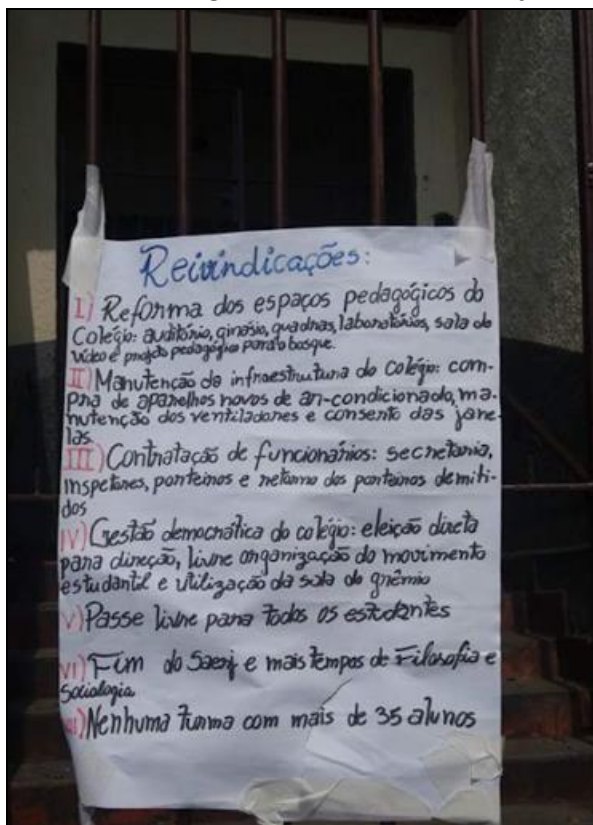 Reivindicações:
I) Reforma dos espaços pedagógicos do
Colégio: auditório, ginásio, quadras, laboratórios, sala de
vídeo e projeto pedagógico para o bosque.
II) Manutenção da infraestrutura do colégio: com-
pra de aparelhos novos de ar-condicionado, ma-
nutenção dos ventiladores e conserto das jane-
las
III) Contratação de funcionários: secretaria,
inspetores, porteiros e retorno dos porteiros demiti-
dos
IV) Gestão democrática do colégio: eleição direta
para direção, livre organização do movimento
estudantil e utilização da sala do grêmio
V) Passe livre para todos os estudantes
VI) Fim do Saerj e mais tempos de Filosofia e
Sociologia
VII) Nenhuma turma com mais de 35 alunos